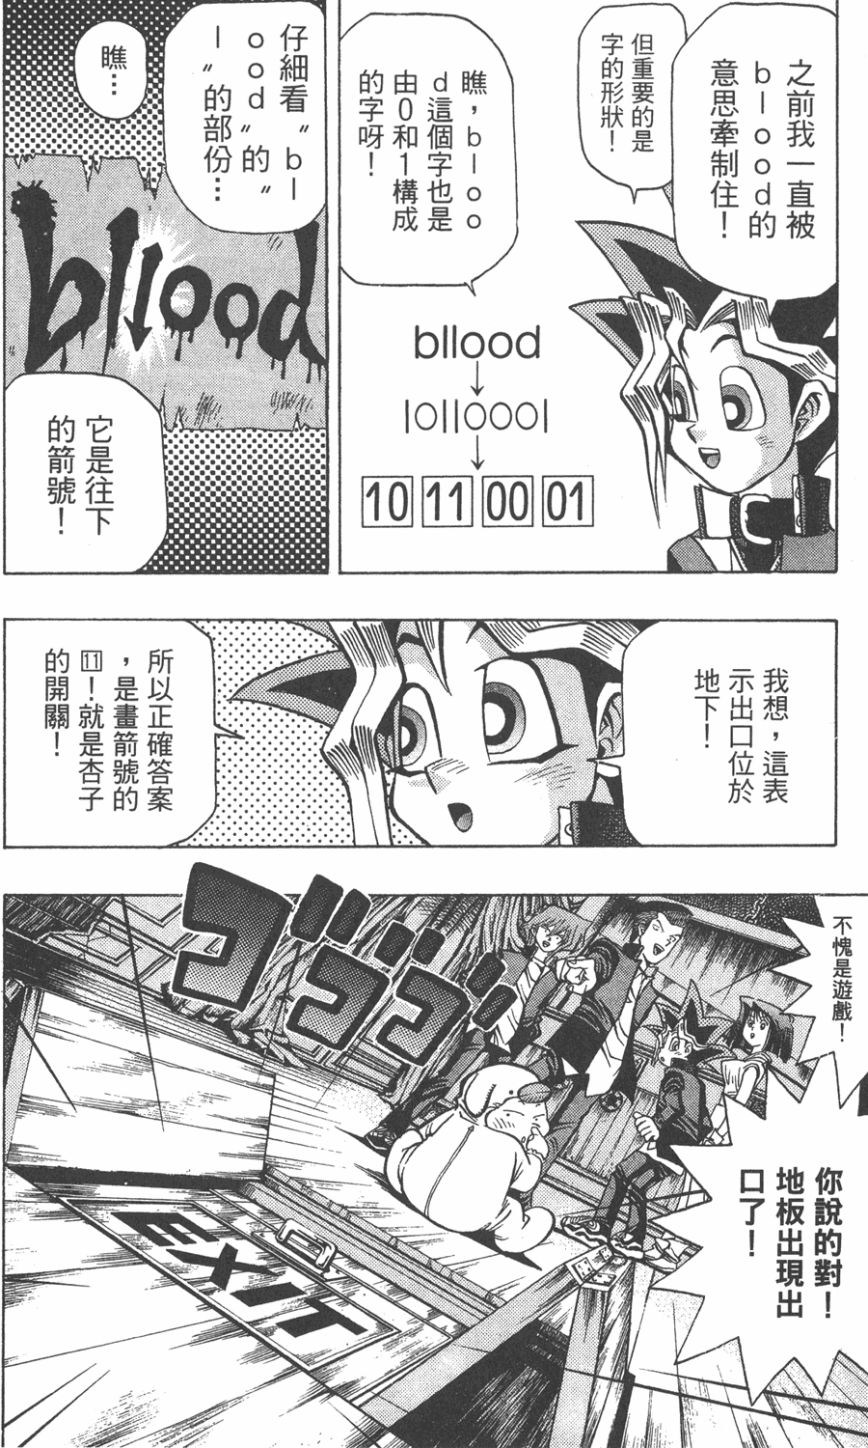 之前我一直被
blood的
意思牽制住！
但重要的是
字的形狀！
瞧，bloo
d這個字也是
由0和1構成
的字呀！
bllood
↓
lolloool
↓
10 11 00 01
仔細看〝bl
ood〞的〝
l〞的部份…
瞧…
bllood
它是往下
的箭號！
我想，這表
示出口位於
地下！
所以正確答案
，是畫箭號的
11！就是杏子
的開關！
不愧是遊戲！
ゴゴゴゴ
你說的對！
地板出現出
口了！
EXIT